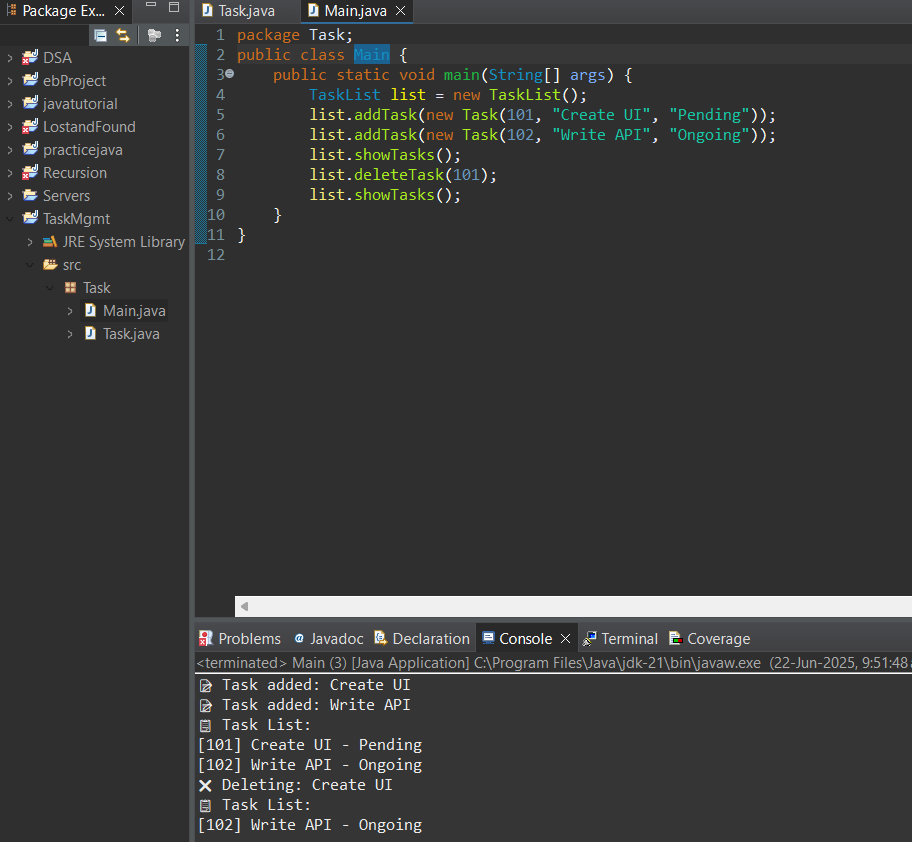 Package Ex...
DSA
ebProject
javatutorial
LostandFound
practicejava
Recursion
Servers
TaskMgmt
JRE System Library
src
Task
Main.java
Task.java
Task.java Main.java
1 package Task;
2 public class Main {
3 public static void main(String[] args) {
4 TaskList list = new TaskList();
5 list.addTask(new Task(101, "Create UI", "Pending"));
6 list.addTask(new Task(102, "Write API", "Ongoing"));
7 list.showTasks();
8 list.deleteTask(101);
9 list.showTasks();
10 }
11 }
12
Problems @ Javadoc Declaration Console Terminal Coverage
<terminated> Main (3) [Java Application] C:\Program Files\Java\jdk-21\bin\javaw.exe (22-Jun-2025, 9:51:48
Task added: Create UI
Task added: Write API
Task List:
[101] Create UI - Pending
[102] Write API - Ongoing
Deleting: Create UI
Task List:
[102] Write API - Ongoing